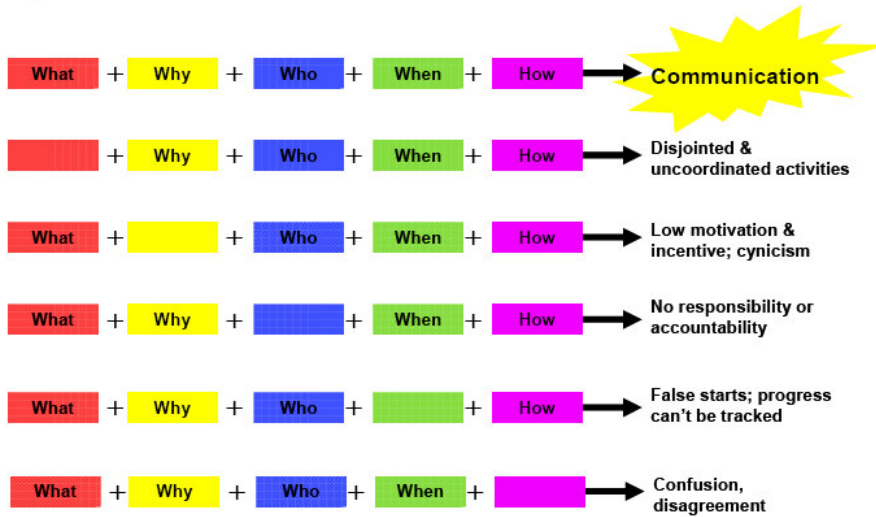 What + Why + Who + When + How Communication
+ Why + Who + When + How Disjointed &
uncoordinated activities
What + + Who + When + How Low motivation &
incentive; cynicism
What + Why + + When + How No responsibility or
accountability
What + Why + Who + + How False starts; progress
can't be tracked
What + Why + Who + When + Confusion,
disagreement